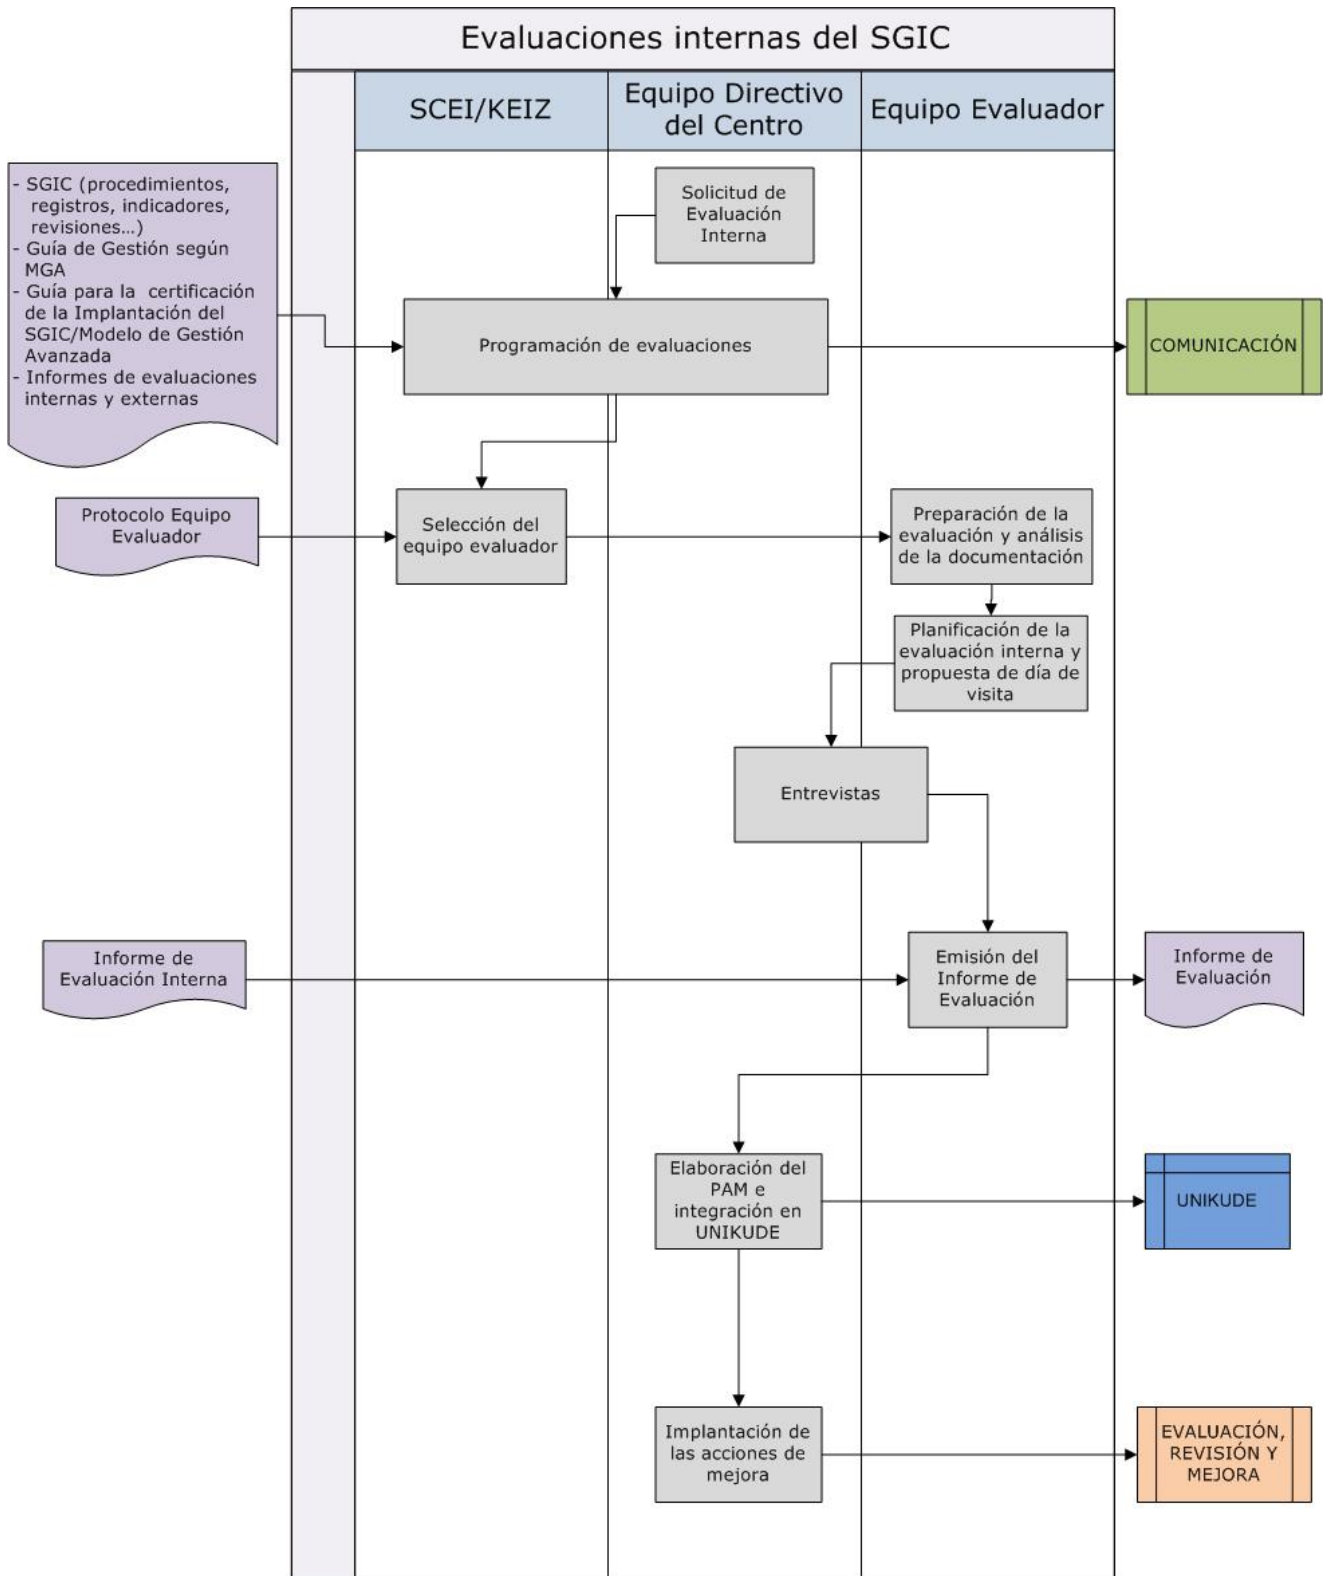 Evaluaciones internas del SGIC
SCEI/KEIZ
Equipo Directivo
del Centro
Equipo Evaluador
- SGIC (procedimientos,
registros, indicadores,
revisiones...)
- Guía de Gestión según
MGA
- Guía para la certificación
de la Implantación del
SGIC/Modelo de Gestión
Avanzada
- Informes de evaluaciones
internas y externas
Solicitud de
Evaluación
Interna
Programación de evaluaciones
COMUNICACIÓN
Protocolo Equipo
Evaluador
Selección del
equipo evaluador
Preparación de la
evaluación y análisis
de la documentación
Planificación de la
evaluación interna y
propuesta de día de
visita
Entrevistas
Informe de
Evaluación Interna
Emisión del
Informe de
Evaluación
Informe de
Evaluación
Elaboración del
PAM e
integración en
UNIKUDE
UNIKUDE
Implantación de
las acciones de
mejora
EVALUACIÓN,
REVISIÓN Y
MEJORA